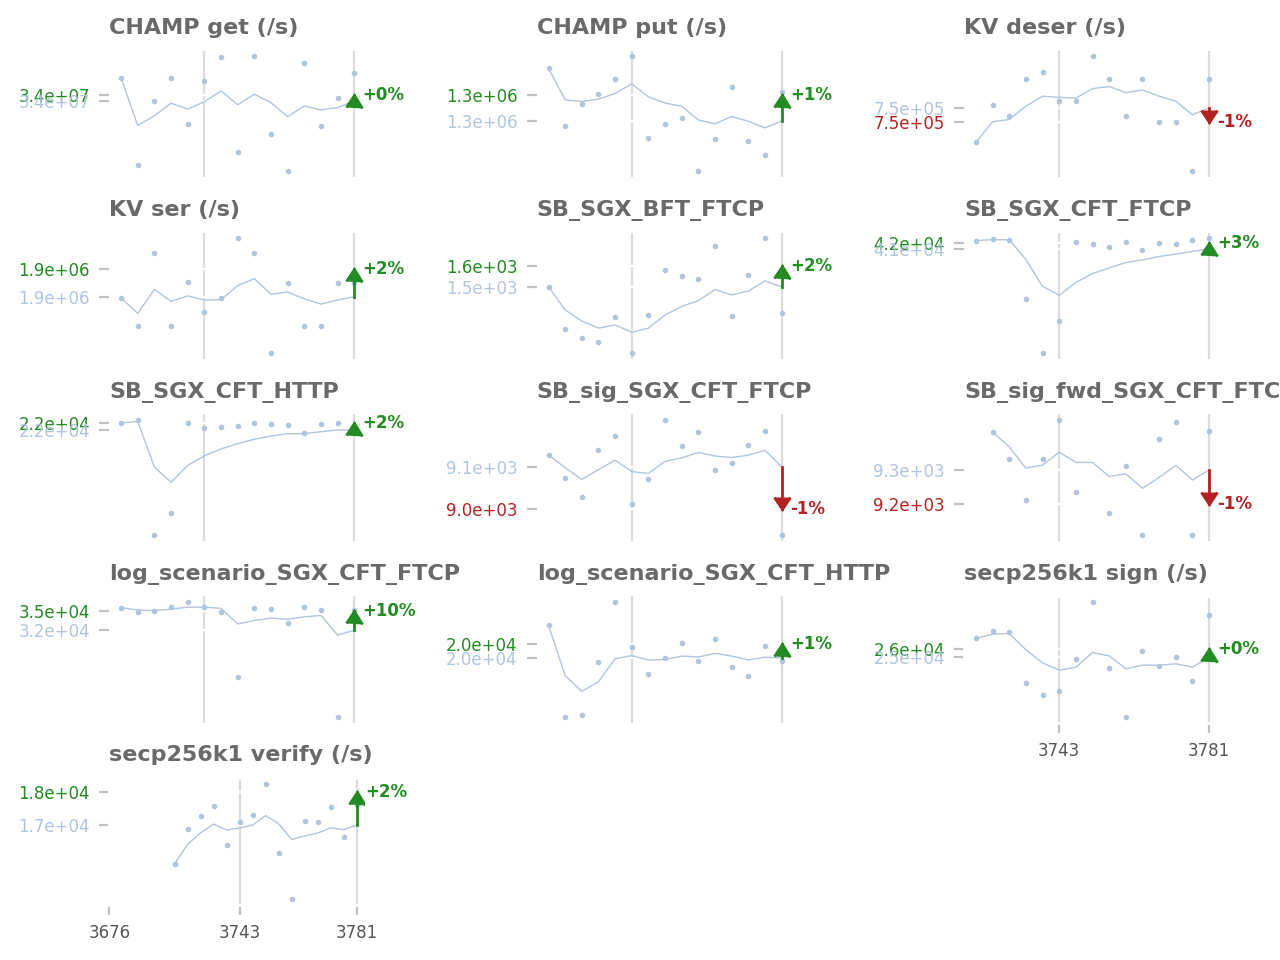 CHAMP get (/s)
3.4e+07
3.4e+07
+0%
CHAMP put (/s)
1.3e+06
1.3e+06
+1%
KV deser (/s)
7.5e+05
7.5e+05
-1%
KV ser (/s)
1.9e+06
1.9e+06
+2%
SB_SGX_BFT_FTCP
1.6e+03
1.5e+03
+2%
SB_SGX_CFT_FTCP
4.2e+04
4.1e+04
+3%
SB_SGX_CFT_HTTP
2.2e+04
2.2e+04
+2%
SB_sig_SGX_CFT_FTCP
9.1e+03
9.0e+03
-1%
SB_sig_fwd_SGX_CFT_FTC
9.3e+03
9.2e+03
-1%
log_scenario_SGX_CFT_FTCP
3.5e+04
3.2e+04
+10%
log_scenario_SGX_CFT_HTTP
2.0e+04
2.0e+04
+1%
secp256k1 sign (/s)
2.6e+04
2.5e+04
+0%
3743
3781
secp256k1 verify (/s)
1.8e+04
1.7e+04
+2%
3676
3743
3781